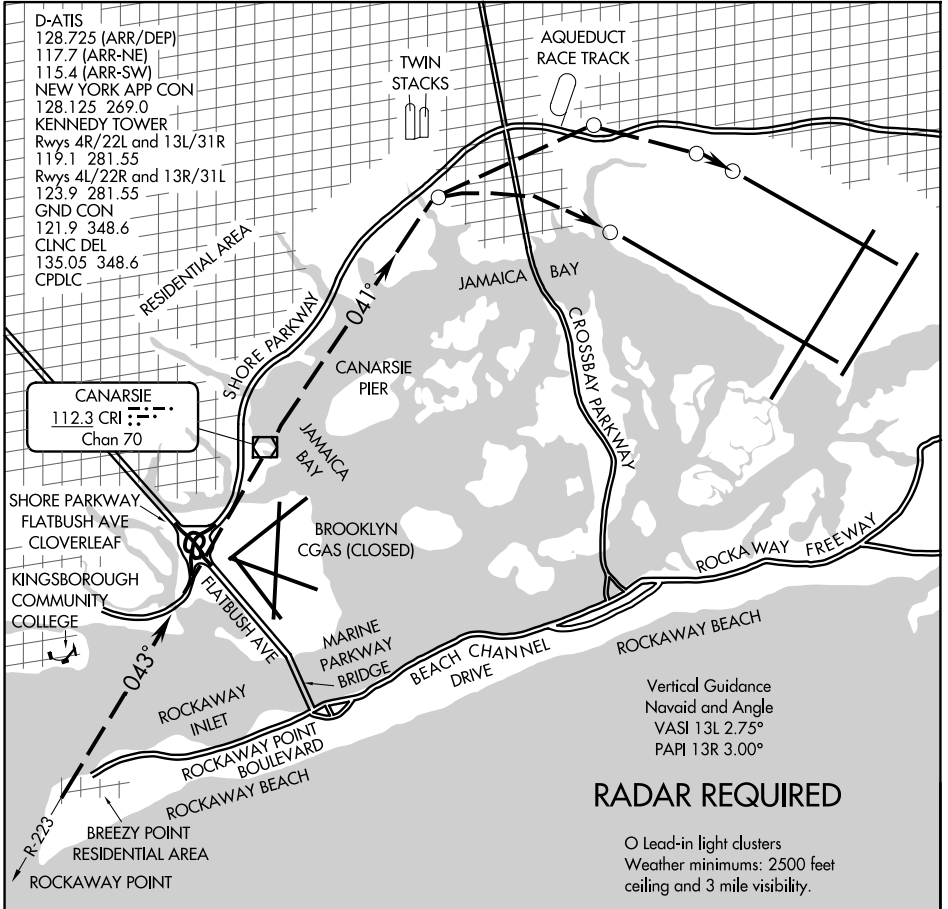 D-ATIS
128.725 (ARR/DEP)
117.7 (ARR-NE)
115.4 (ARR-SW)
NEW YORK APP CON
128.125 269.0
KENNEDY TOWER
Rwys 4R/22L and 13L/31R
119.1 281.55
Rwys 4L/22R and 13R/31L
123.9 281.55
GND CON
121.9 348.6
CLNC DEL
135.05 348.6
CPDLC
TWIN
STACKS
AQUEDUCT
RACE TRACK
RESIDENTIAL AREA
SHORE PARKWAY
041°
JAMAICA BAY
CROSSBAY PARKWAY
CANARSIE
PIER
CANARSIE
112.3 CRI
Chan 70
JAMAICA
BAY
SHORE PARKWAY
FLATBUSH AVE
CLOVERLEAF
BROOKLYN
CGAS (CLOSED)
KINGSBOROUGH
COMMUNITY
COLLEGE
FLATBUSH AVE
043°
MARINE
PARKWAY
BRIDGE
BEACH CHANNEL
DRIVE
ROCKAWAY FREEWAY
ROCKAWAY BEACH
ROCKAWAY
INLET
ROCKAWAY POINT
BOULEVARD
ROCKAWAY BEACH
R-223
BREEZY POINT
RESIDENTIAL AREA
ROCKAWAY POINT
Vertical Guidance
Navaid and Angle
VASI 13L 2.75°
PAPI 13R 3.00°
RADAR REQUIRED
O Lead-in light clusters
Weather minimums: 2500 feet
ceiling and 3 mile visibility.